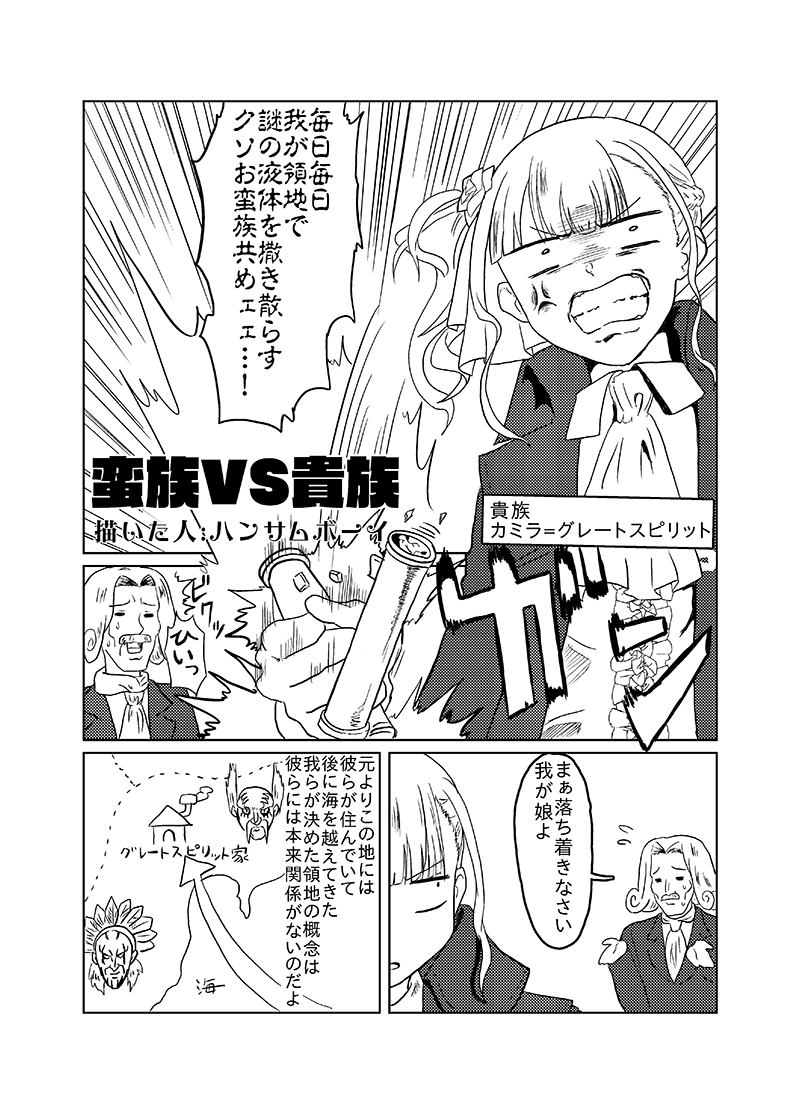 毎日毎日
我が領地で
謎の液体を撒き散らす
クソお蛮族共めェェ…!
蛮族VS貴族
描いた人:ハンサムボーイ
貴族
カミラ=グレートスピリット
ガーン
ビクッ
ひいっ
まぁ落ち着きなさい
我が娘よ
元よりこの地には
彼らが住んでいて
後に海を越えてきた
我らが決めた領地の概念は
彼らには本来関係がないのだよ
グレートスピリット家
海